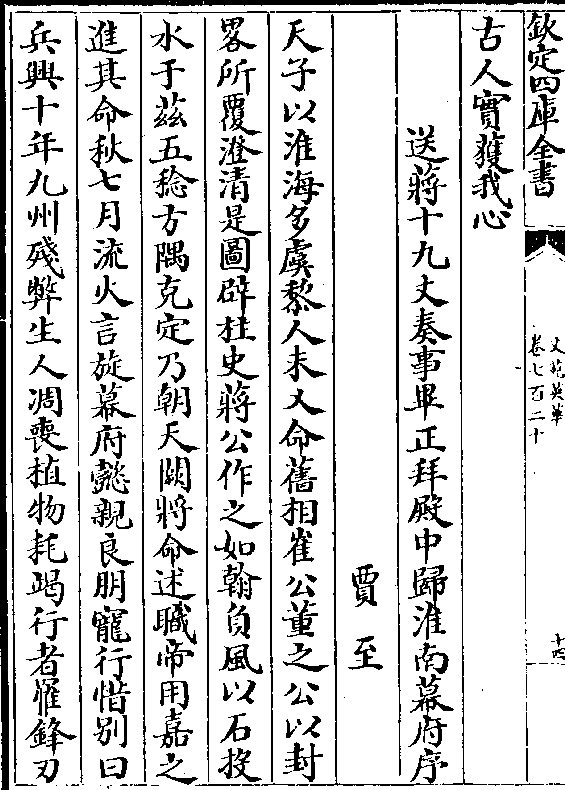 欽定四庫全書
文苑英華
卷七百二十
十四
古人實獲我心
送蔣十九丈奏事畢正拜殿中歸淮南幕府序
賈至
天子以淮海多虞黎人未乂命舊相崔公董之公以封
畧所覆澄清是圖辟柱史蔣公作之如翰負風以石投
水于兹五稔方隅克定乃朝天闕將命述職帝用嘉之
進其命秋七月流火言旋幕府懿親良朋寵行惜别曰
兵興十年九州殘弊生人凋喪植物耗竭行者罹鋒刃